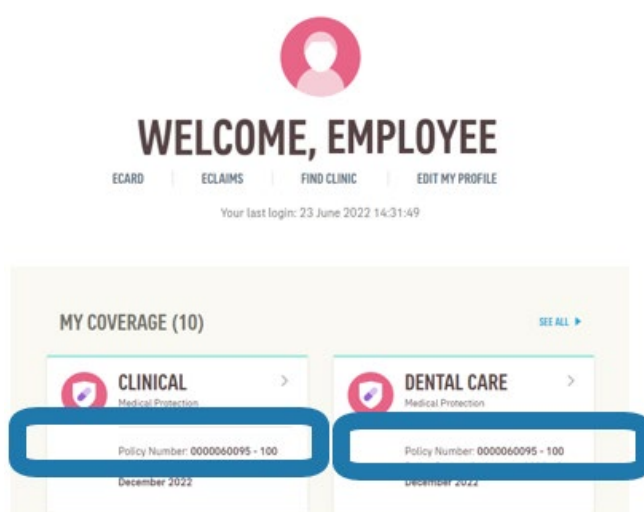 WELCOME, EMPLOYEE
ECARD ECLAIMS FIND CLINIC EDIT MY PROFILE
Your last login: 23 June 2022 14:31:49
MY COVERAGE (10) SEE ALL
CLINICAL
Medical Protection
Policy Number: 0000060095 - 100
December 2022
DENTAL CARE
Medical Protection
Policy Number: 0000060095 - 100
December 2022